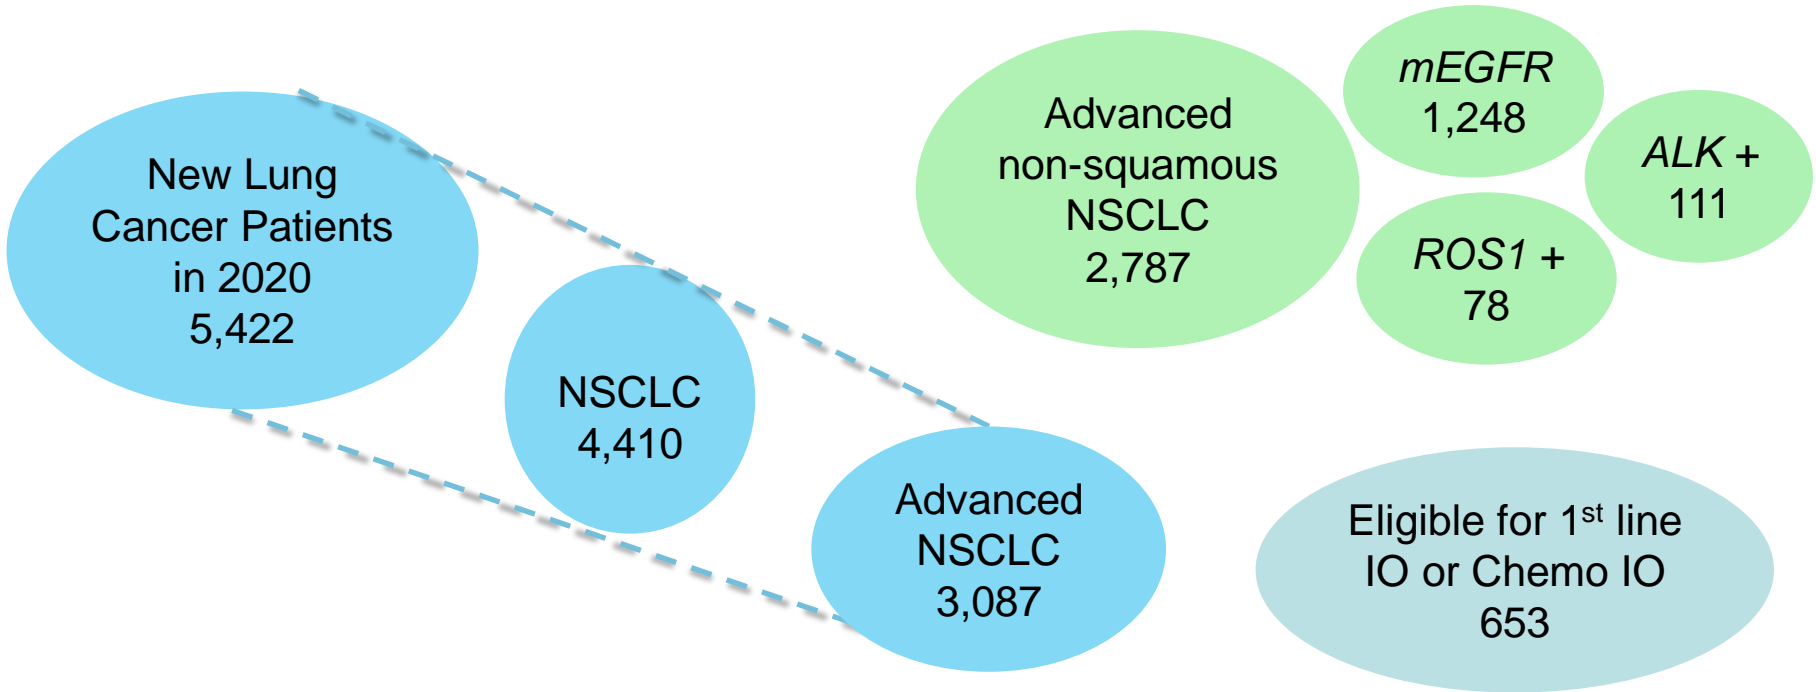 New Lung
Cancer Patients
in 2020
5,422
NSCLC
4,410
Advanced
NSCLC
3,087
Advanced
non-squamous
NSCLC
2,787
mEGFR
1,248
ALK +
111
ROS1 +
78
Eligible for 1st line
IO or Chemo IO
653